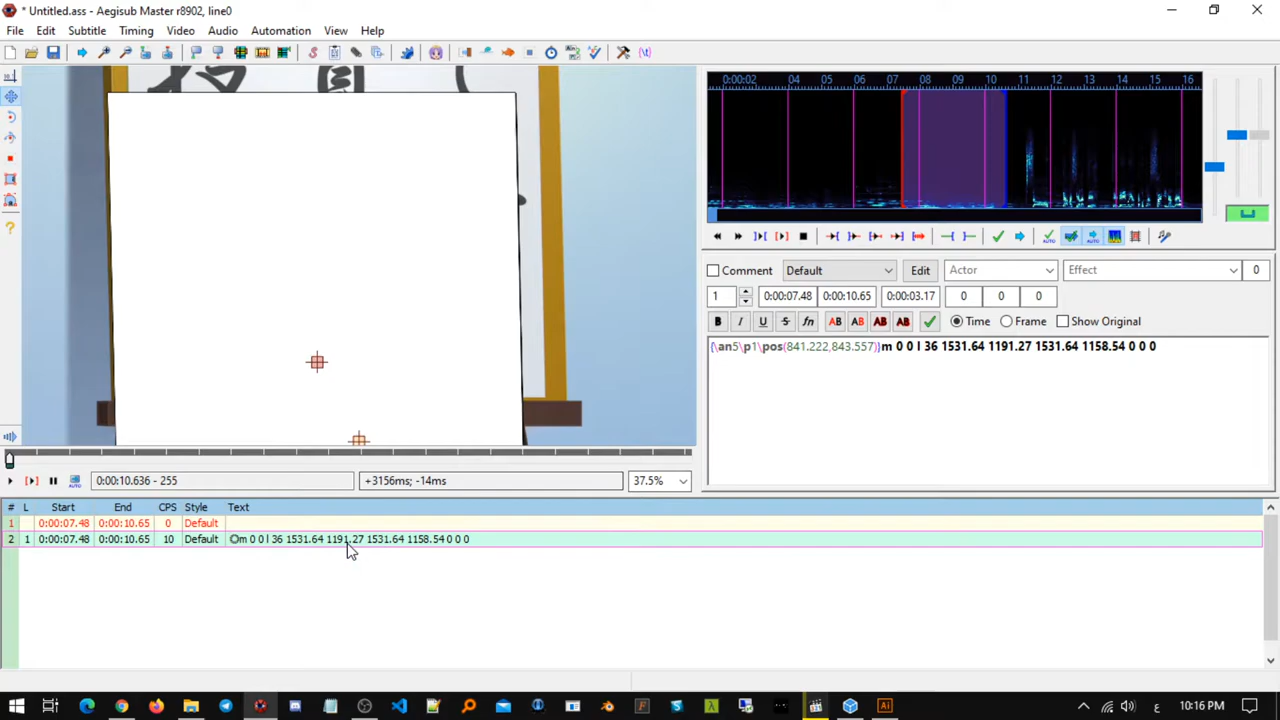 * Untitled.ass - Aegisub Master r8902, line0
File Edit Subtitle Timing Video Audio Automation View Help
0:00:02 04 05 06 07 08 09 10 11 12 13 14 15 16
Comment Default Edit Actor Effect 0
1 0:00:07.48 0:00:10.65 0:00:03.17 0 0 0
B I U S fn AB AB AB AB Time Frame Show Original
{\an5\p1\pos(841.222,843.557)}m 0 0 l 36 1531.64 1191.27 1531.64 1158.54 0 0 0
0:00:10.636 - 255 +3156ms; -14ms 37.5%
# L Start End CPS Style Text
1 0:00:07.48 0:00:10.65 0 Default
2 1 0:00:07.48 0:00:10.65 10 Default ◎m 0 0 l 36 1531.64 1191.27 1531.64 1158.54 0 0 0
ع 10:16 PM